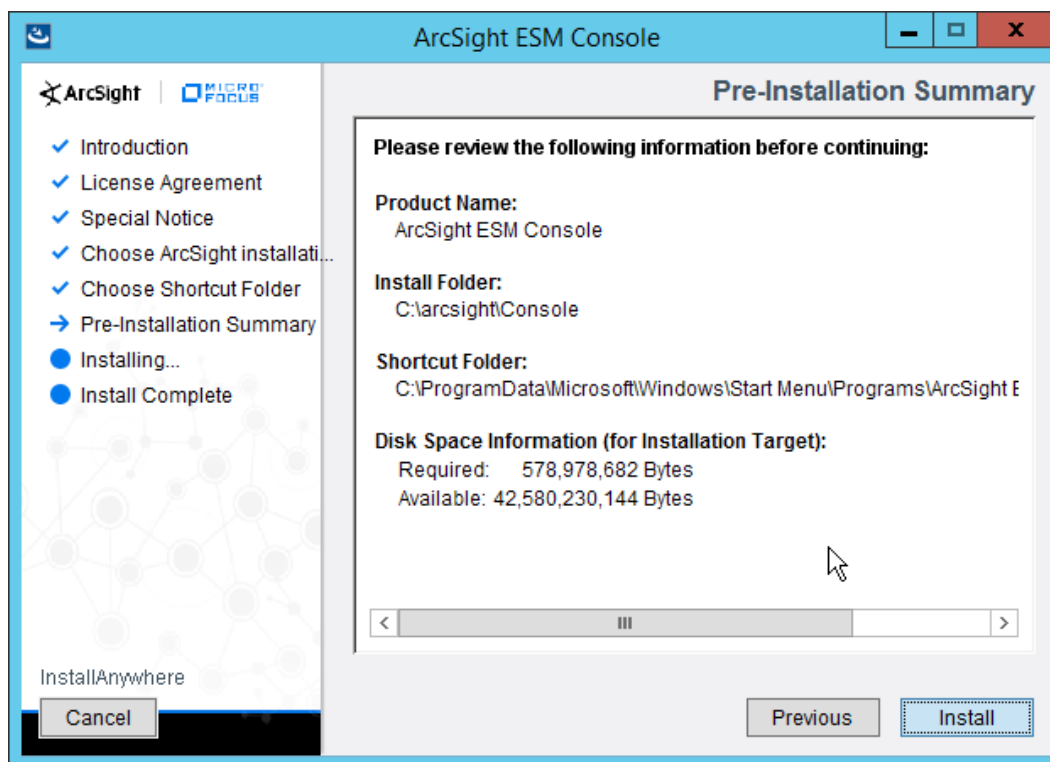 ArcSight ESM Console
ArcSight
MICRO
FOCUS
Pre-Installation Summary
Introduction
License Agreement
Special Notice
Choose ArcSight installati...
Choose Shortcut Folder
Pre-Installation Summary
Installing...
Install Complete
Please review the following information before continuing:
Product Name:
ArcSight ESM Console
Install Folder:
C:\arcsight\Console
Shortcut Folder:
C:\ProgramData\Microsoft\Windows\Start Menu\Programs\ArcSight E
Disk Space Information (for Installation Target):
Required: 578,978,682 Bytes
Available: 42,580,230,144 Bytes
InstallAnywhere
Cancel
Previous
Install